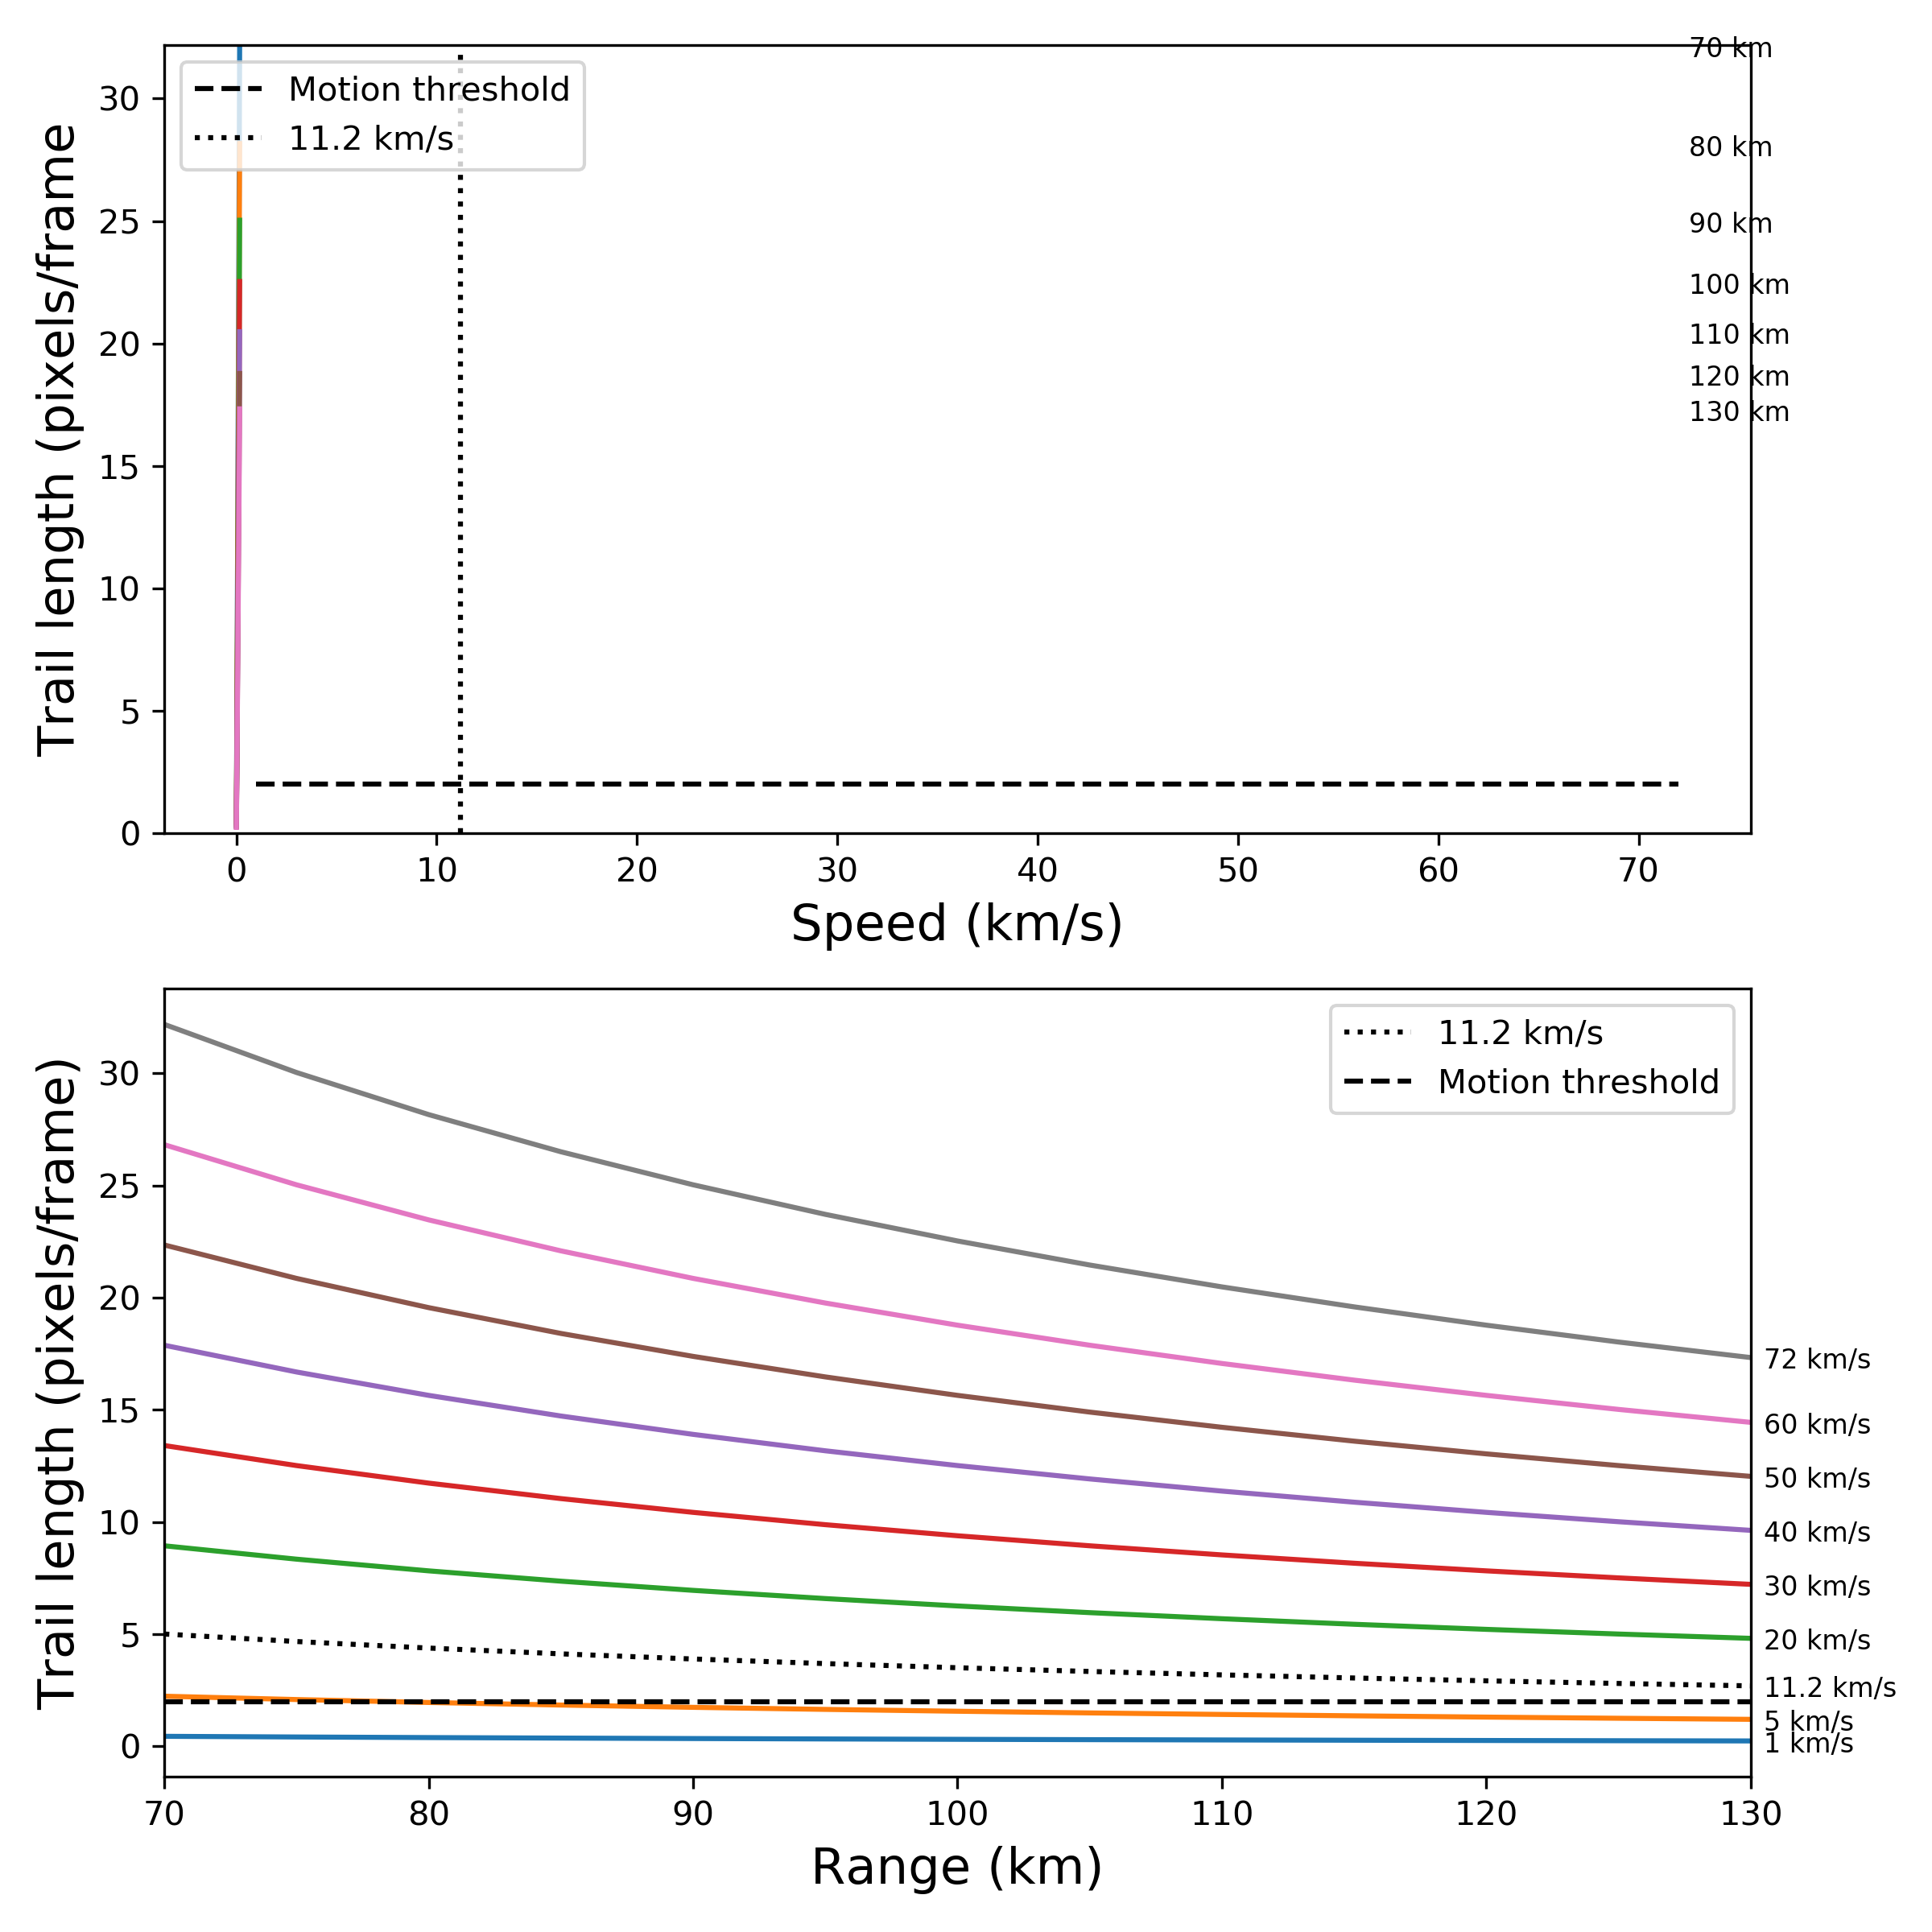 70 km
Motion threshold
11.2 km/s
80 km
90 km
100 km
110 km
120 km
130 km
30
25
20
15
10
5
0
Trail length (pixels/frame
0 10 20 30 40 50 60 70
Speed (km/s)
11.2 km/s
Motion threshold
30
25
20
15
10
5
0
Trail length (pixels/frame)
72 km/s
60 km/s
50 km/s
40 km/s
30 km/s
20 km/s
11.2 km/s
5 km/s
1 km/s
70 80 90 100 110 120 130
Range (km)